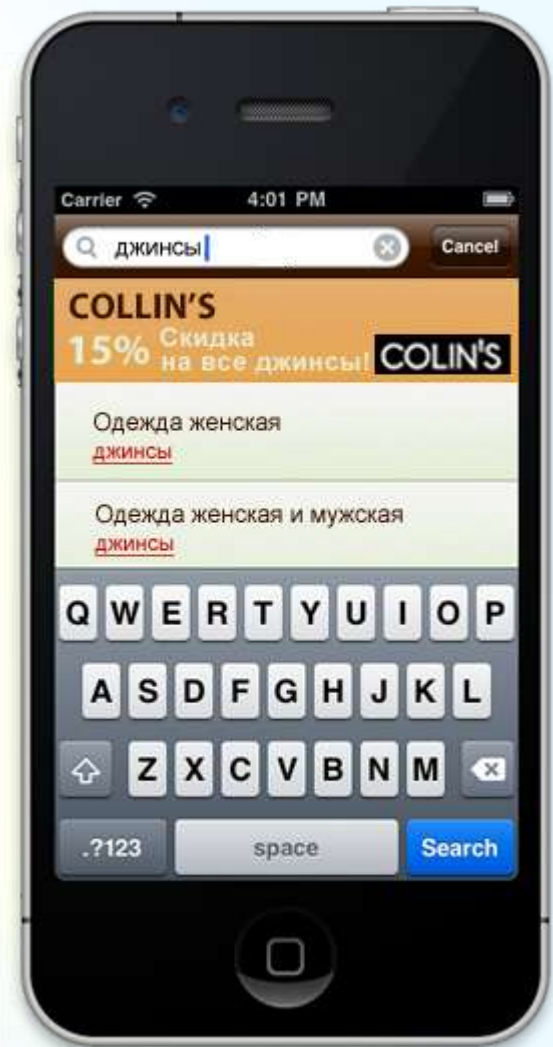 Carrier 4:01 PM
джинсы Cancel
COLLIN'S
15% Скидка
на все джинсы! COLIN'S
Одежда женская
джинсы
Одежда женская и мужская
джинсы
Q W E R T Y U I O P
A S D F G H J K L
Z X C V B N M
.?123 space Search